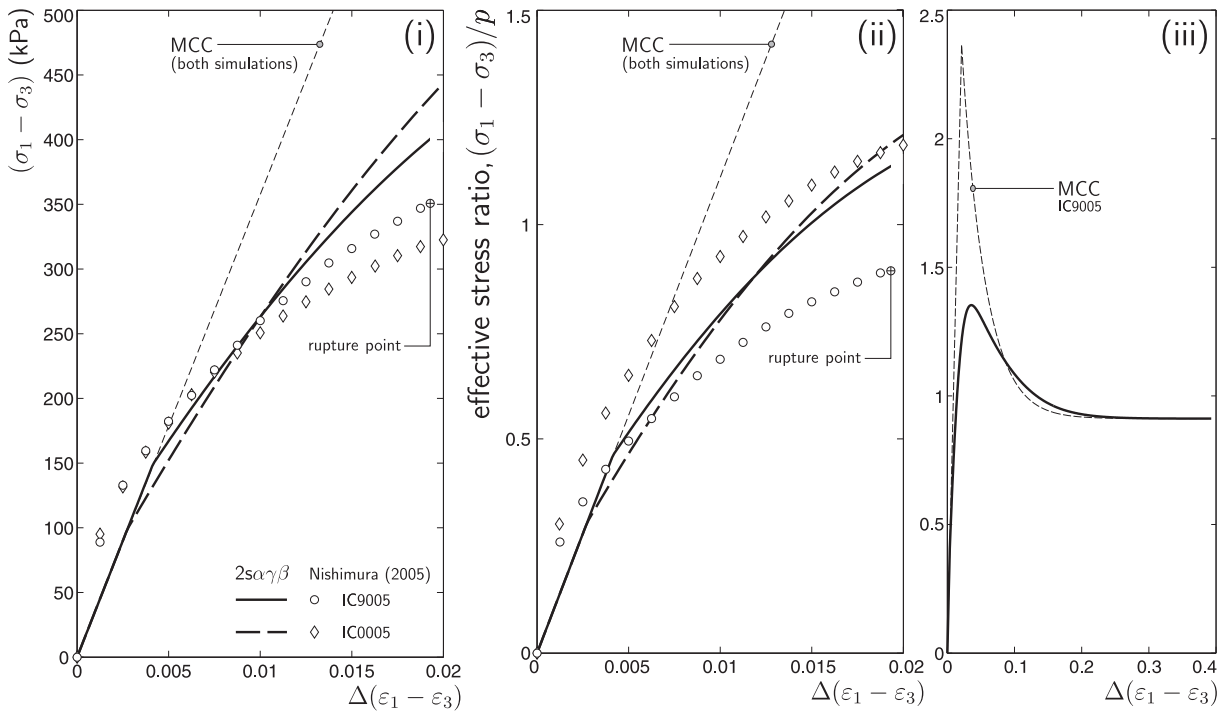 (i)
(σ₁ − σ₃) (kPa)
500
450
400
350
300
250
200
150
100
50
0
MCC
(both simulations)
rupture point
2sαγβ Nishimura (2005)
IC9005
IC0005
0 0.005 0.01 0.015 0.02
Δ(ε₁ − ε₃)
(ii)
effective stress ratio, (σ₁ − σ₃)/p
1.5
1
0.5
0
MCC
(both simulations)
rupture point
0 0.005 0.01 0.015 0.02
Δ(ε₁ − ε₃)
(iii)
2.5
2
1.5
1
0.5
0
MCC
IC9005
0 0.1 0.2 0.3 0.4
Δ(ε₁ − ε₃)